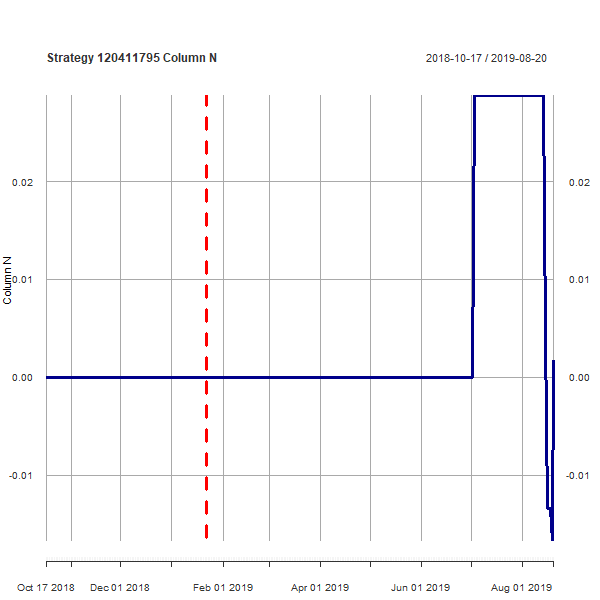 Strategy 120411795 Column N
2018-10-17 / 2019-08-20
0.02
0.02
0.01
0.01
Column N
0.00
0.00
-0.01
-0.01
Oct 17 2018
Dec 01 2018
Feb 01 2019
Apr 01 2019
Jun 01 2019
Aug 01 2019